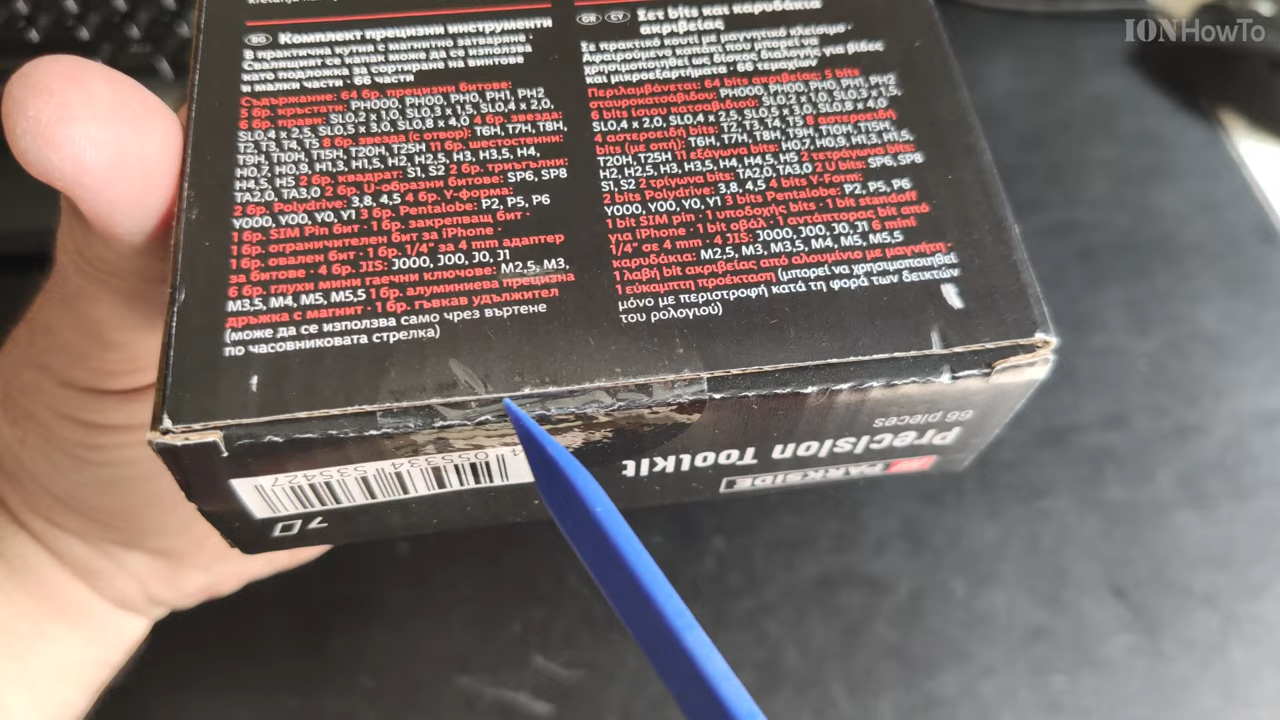 IONHowTo
BG Комплект прецизни инструменти
В практична кутия с магнитно затваряне ·
Свалящият се капак може да се използва
като подложка за сортиране на винтове
и малки части · 66 части
Съдържание: 64 бр. прецизни битове:
5 бр. кръстати: PH000, PH00, PH0, PH1, PH2
6 бр. прави: SL0,2 x 1,0, SL0,3 x 1,5, SL0,4 x 2,0,
SL0,4 x 2,5, SL0,5 x 3,0, SL0,8 x 4,0 4 бр. звезда:
T2, T3, T4, T5 8 бр. звезда (с отвор): T6H, T7H, T8H,
T9H, T10H, T15H, T20H, T25H 11 бр. шестостенни:
H0,7, H0,9, H1,3, H1,5, H2, H2,5, H3, H3,5, H4,
H4,5, H5 2 бр. квадрат: S1, S2 2 бр. триъгълни:
TA2,0, TA3,0 2 бр. U-образни битове: SP6, SP8
2 бр. Polydrive: 3,8, 4,5 4 бр. Y-форма:
Y000, Y00, Y0, Y1 3 бр. Pentalobe: P2, P5, P6
1 бр. SIM Pin бит · 1 бр. закрепващ бит ·
1 бр. ограничителен бит за iPhone ·
1 бр. овален бит · 1 бр. 1/4" за 4 mm адаптер
за битове · 4 бр. JIS: J000, J00, J0, J1
6 бр. глухи мини гаечни ключове: M2,5, M3,
M3,5, M4, M5, M5,5 1 бр. алуминиева прецизна
дръжка с магнит · 1 бр. гъвкав удължител
(може да се използва само чрез въртене
по часовниковата стрелка)
GR CY Σετ bits και καρυδάκια
ακριβείας
Σε πρακτικό κουτί με μαγνητικό κλείσιμο ·
Αφαιρούμενο καπάκι που μπορεί να
χρησιμοποιηθεί ως δίσκος διαλογής για βίδες
και μικροεξαρτήματα · 66 τεμαχίων
Περιλαμβάνεται: 64 bits ακριβείας: 5 bits
σταυροκατσάβιδου: PH000, PH00, PH0, PH1, PH2
6 bits ίσιου κατσαβιδιού: SL0,2 x 1,0, SL0,3 x 1,5,
SL0,4 x 2,0, SL0,4 x 2,5, SL0,5 x 3,0, SL0,8 x 4,0
4 αστεροειδή bits: T2, T3, T4, T5 8 αστεροειδή
bits (με οπή): T6H, T7H, T8H, T9H, T10H, T15H,
T20H, T25H 11 εξάγωνα bits: H0,7, H0,9, H1,3, H1,5,
H2, H2,5, H3, H3,5, H4, H4,5, H5 2 τετράγωνα bits:
S1, S2 2 τρίγωνα bits: TA2,0, TA3,0 2 U bits: SP6, SP8
2 bits Polydrive: 3,8, 4,5 4 bits Y-Form:
Y000, Y00, Y0, Y1 3 bits Pentalobe: P2, P5, P6
1 bit SIM pin · 1 υποδοχής bits · 1 bit standoff
για iPhone · 1 bit οβάλ · 1 αντάπτορας bit από
1/4" σε 4 mm · 4 JIS: J000, J00, J0, J1 6 mini
καρυδάκια: M2,5, M3, M3,5, M4, M5, M5,5
1 λαβή bit ακριβείας από αλουμίνιο με μαγνήτη ·
1 εύκαμπτη προέκταση (μπορεί να χρησιμοποιηθεί
μόνο με περιστροφή κατά τη φορά των δεικτών
του ρολογιού)
PARKSIDE
Precision Toolkit
66 pieces
4 055334 535427